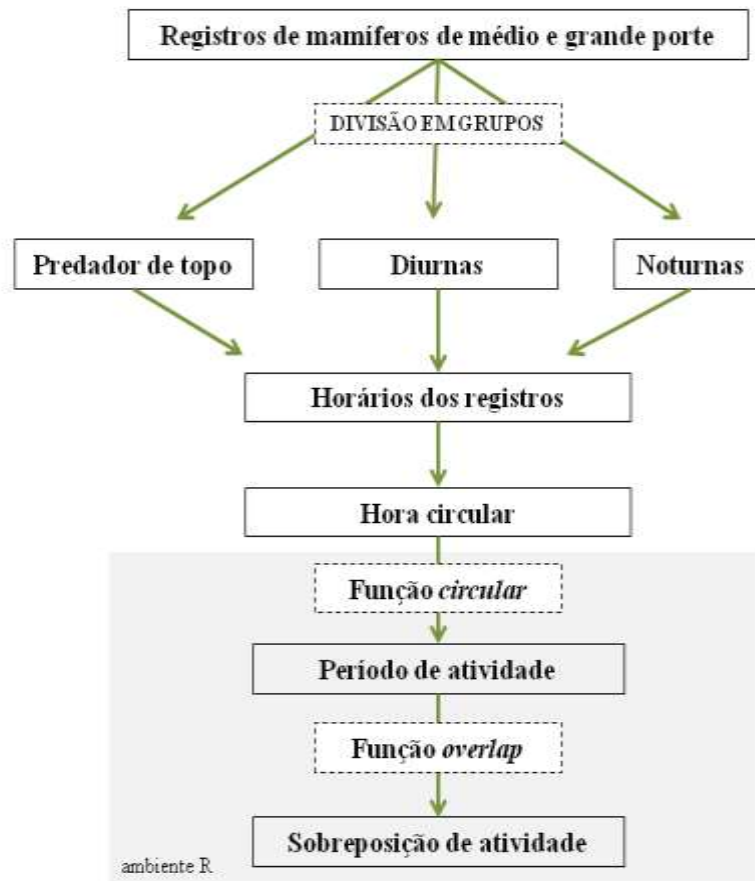 Registros de mamíferos de médio e grande porte
DIVISÃO EM GRUPOS
Predador de topo
Diurnas
Noturnas
Horários dos registros
Hora circular
Função circular
Período de atividade
Função overlap
Sobreposição de atividade
ambiente R